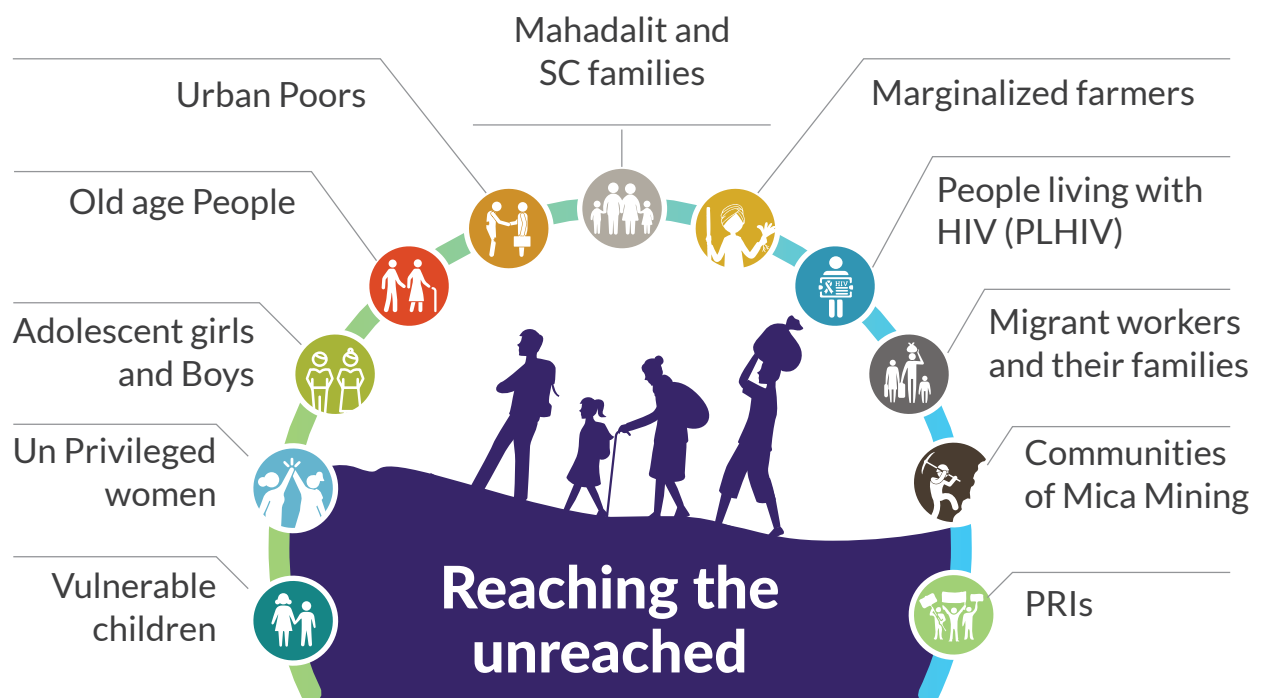 Mahadalit and
SC families
Urban Poors
Marginalized farmers
Old age People
People living with
HIV (PLHIV)
HIV
Adolescent girls
and Boys
Migrant workers
and their families
Un Privileged
women
Communities
of Mica Mining
Vulnerable
children
PRIs
Reaching the
unreached